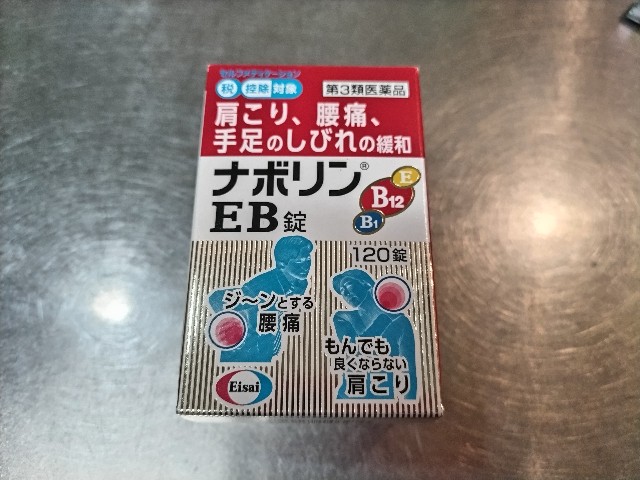 セルフメディケーション
税 控除 対象
第3類医薬品
肩こり、腰痛、
手足のしびれの緩和
ナボリン®
EB錠
E
B12
B1
120錠
ジ〜ンとする
腰痛
もんでも
良くならない
肩こり
Eisai